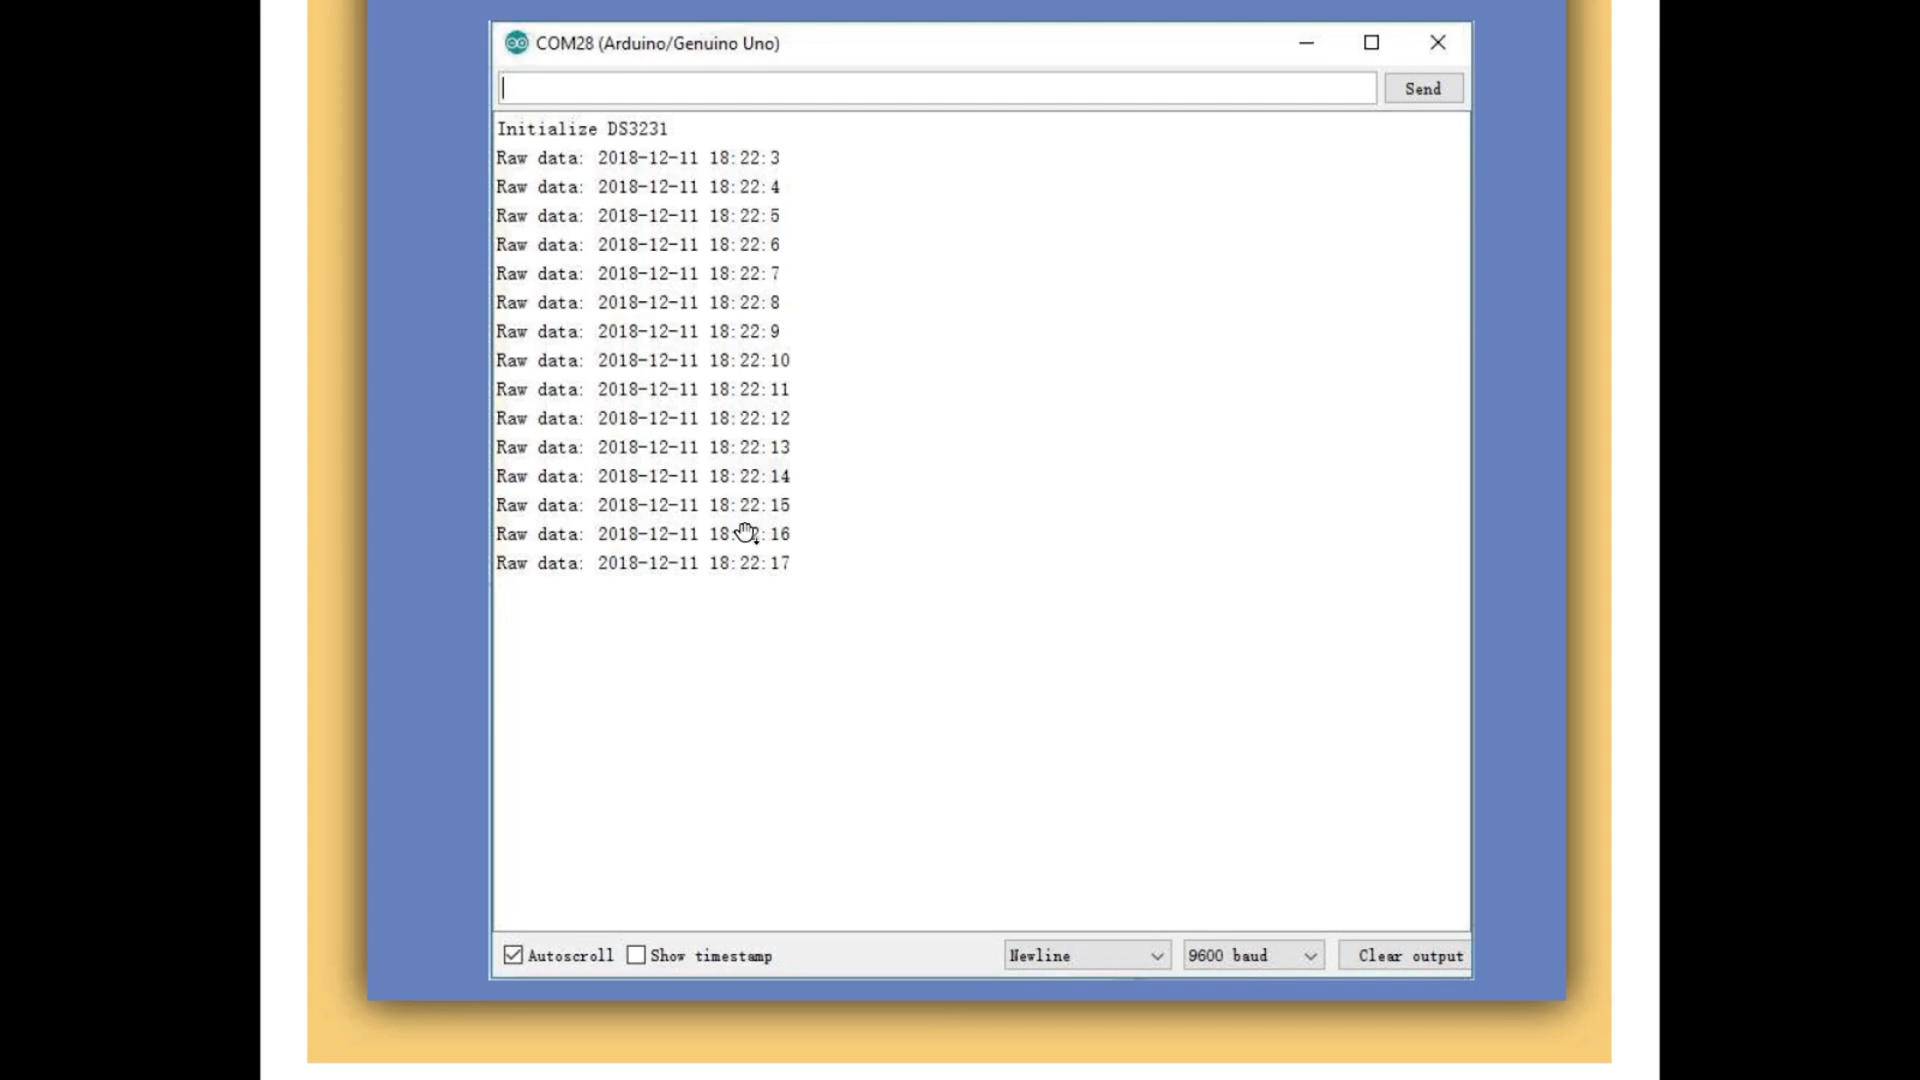 COM28 (Arduino/Genuino Uno)
Send
Initialize DS3231
Raw data: 2018-12-11 18:22:3
Raw data: 2018-12-11 18:22:4
Raw data: 2018-12-11 18:22:5
Raw data: 2018-12-11 18:22:6
Raw data: 2018-12-11 18:22:7
Raw data: 2018-12-11 18:22:8
Raw data: 2018-12-11 18:22:9
Raw data: 2018-12-11 18:22:10
Raw data: 2018-12-11 18:22:11
Raw data: 2018-12-11 18:22:12
Raw data: 2018-12-11 18:22:13
Raw data: 2018-12-11 18:22:14
Raw data: 2018-12-11 18:22:15
Raw data: 2018-12-11 18:22:16
Raw data: 2018-12-11 18:22:17
Autoscroll Show timestamp Newline 9600 baud Clear output